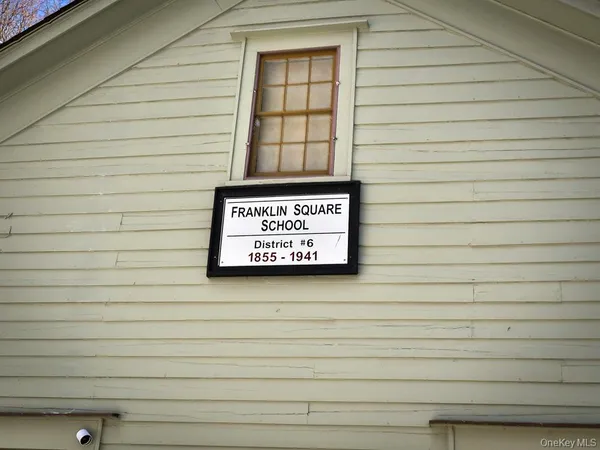 FRANKLIN SQUARE
SCHOOL
District #6
1855 - 1941
OneKey MLS